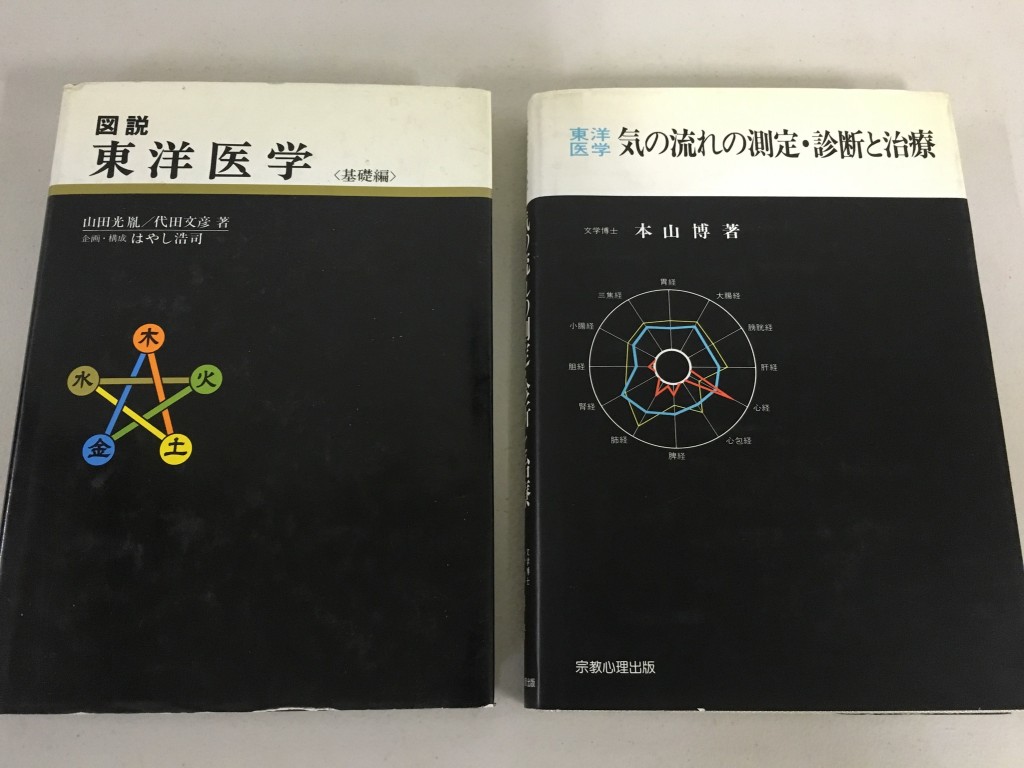 図説
東洋医学
〈基礎編〉
山田光胤/代田文彦 著
企画・構成 はやし浩司
木
水
火
金
土
東洋
医学
気の流れの測定・診断と治療
文学博士 本山博著
胃経
三焦経
大腸経
小腸経
膀胱経
胆経
肝経
腎経
心経
肺経
心包経
脾経
宗教心理出版
文学博士